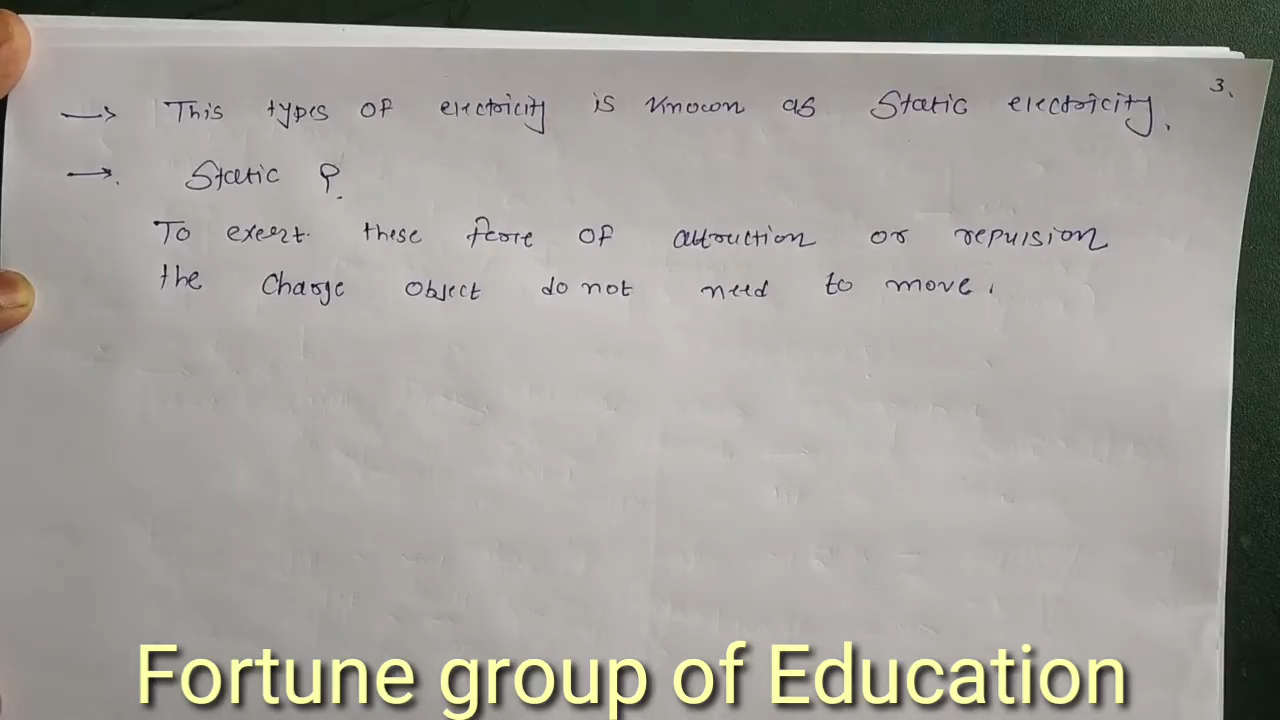 3.
→ This types of electricity is known as Static electricity.
→. Static ?
To exert. these force of attraction or repulsion
the charge object do not need to move.
Fortune group of Education